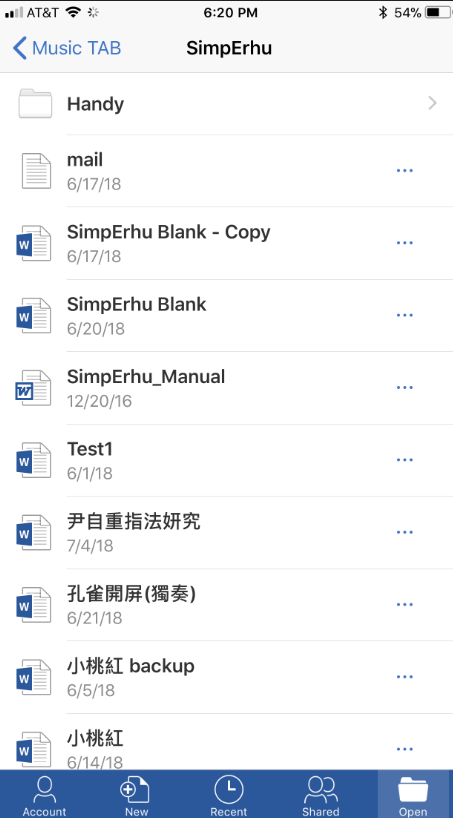 AT&T 6:20 PM 54%
Music TAB SimpErhu
Handy
mail
6/17/18
SimpErhu Blank - Copy
6/17/18
SimpErhu Blank
6/20/18
SimpErhu_Manual
12/20/16
Test1
6/1/18
尹自重指法妍究
7/4/18
孔雀開屏(獨奏)
6/21/18
小桃紅 backup
6/5/18
小桃紅
6/14/18
Account New Recent Shared Open